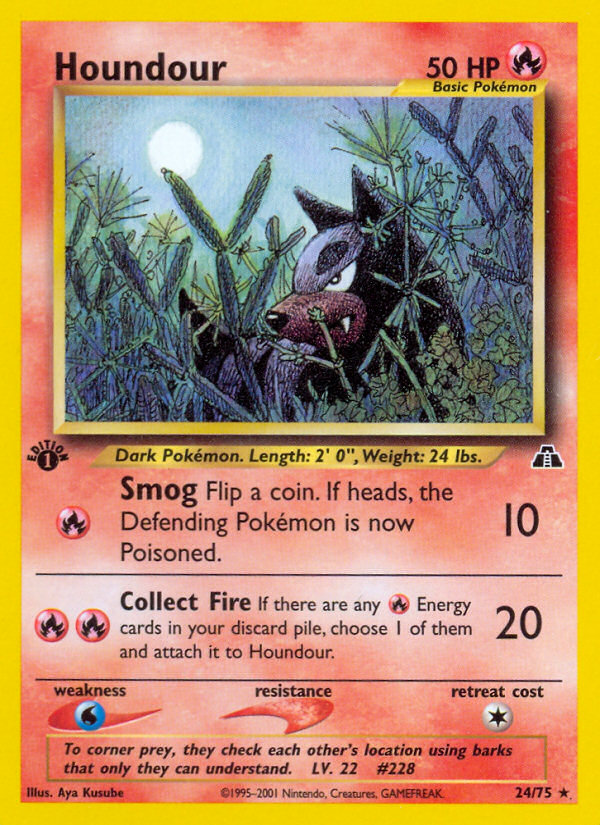 Houndour
50 HP
Basic Pokémon
EDITION
1
Dark Pokémon. Length: 2' 0", Weight: 24 lbs.
Smog Flip a coin. If heads, the
Defending Pokémon is now
Poisoned.
10
Collect Fire If there are any Energy
cards in your discard pile, choose 1 of them
and attach it to Houndour.
20
weakness
resistance
retreat cost
To corner prey, they check each other's location using barks
that only they can understand. LV. 22 #228
Illus. Aya Kusube
©1995-2001 Nintendo, Creatures, GAMEFREAK.
24/75 ★